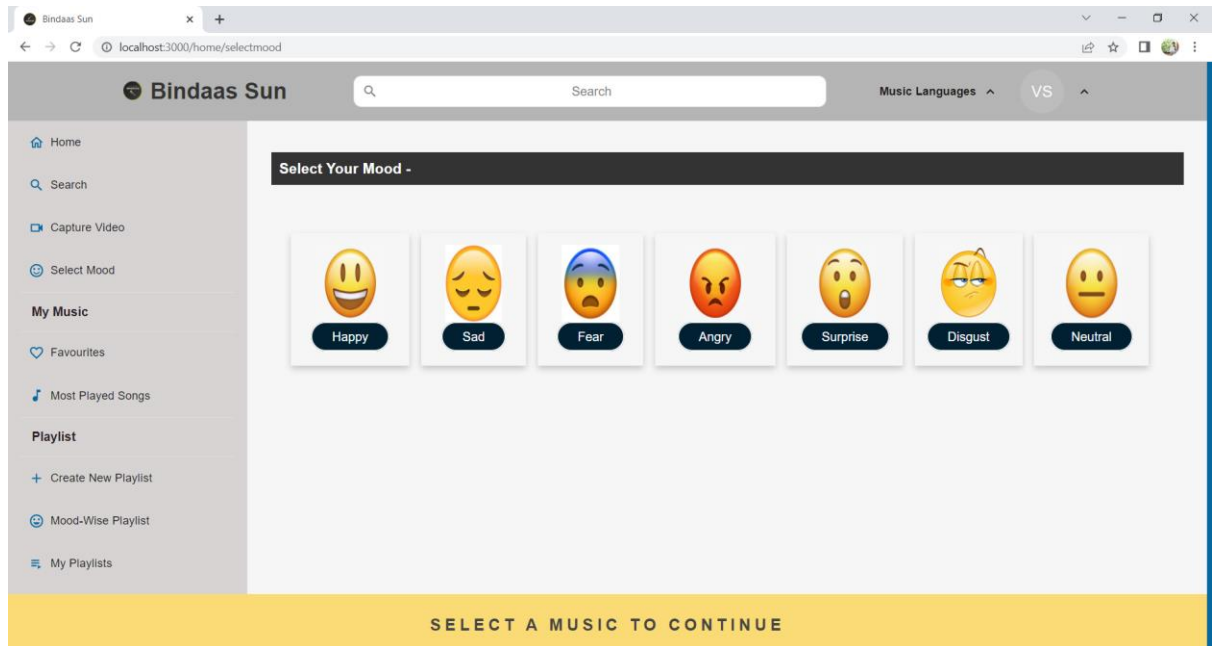 Bindaas Sun
localhost:3000/home/selectmood
Bindaas Sun
Search
Music Languages
VS
Home
Search
Capture Video
Select Mood
My Music
Favourites
Most Played Songs
Playlist
Create New Playlist
Mood-Wise Playlist
My Playlists
Select Your Mood -
Happy
Sad
Fear
Angry
Surprise
Disgust
Neutral
SELECT A MUSIC TO CONTINUE